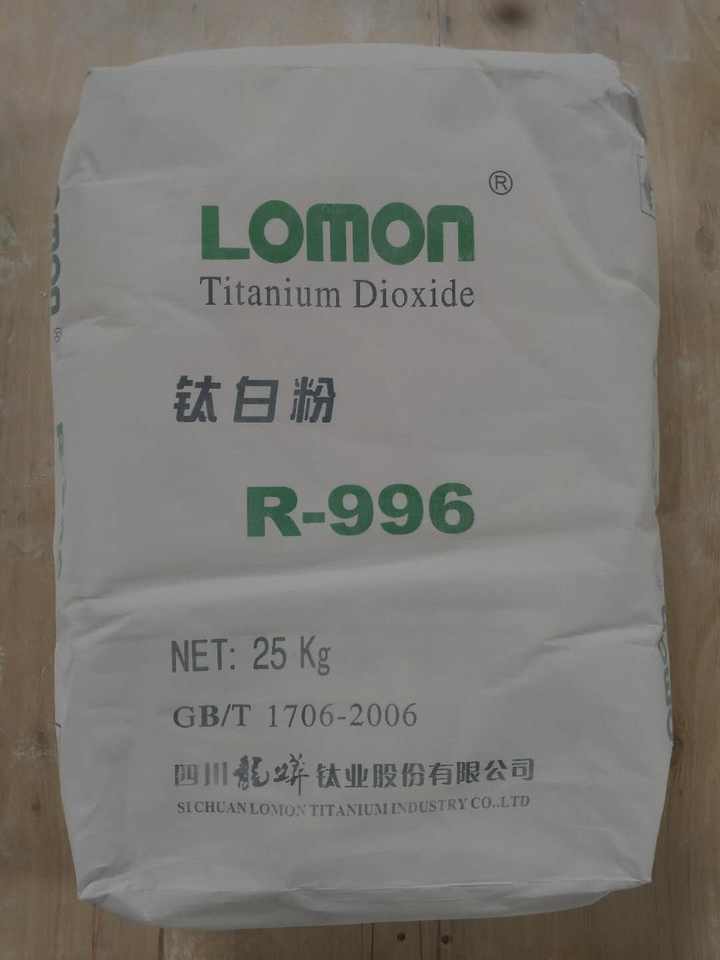 LOMON ®
Titanium Dioxide
钛白粉
R-996
NET: 25 Kg
GB/T 1706-2006
四川龍蟒钛业股份有限公司
SICHUAN LOMON TITANIUM INDUSTRY CO.,LTD